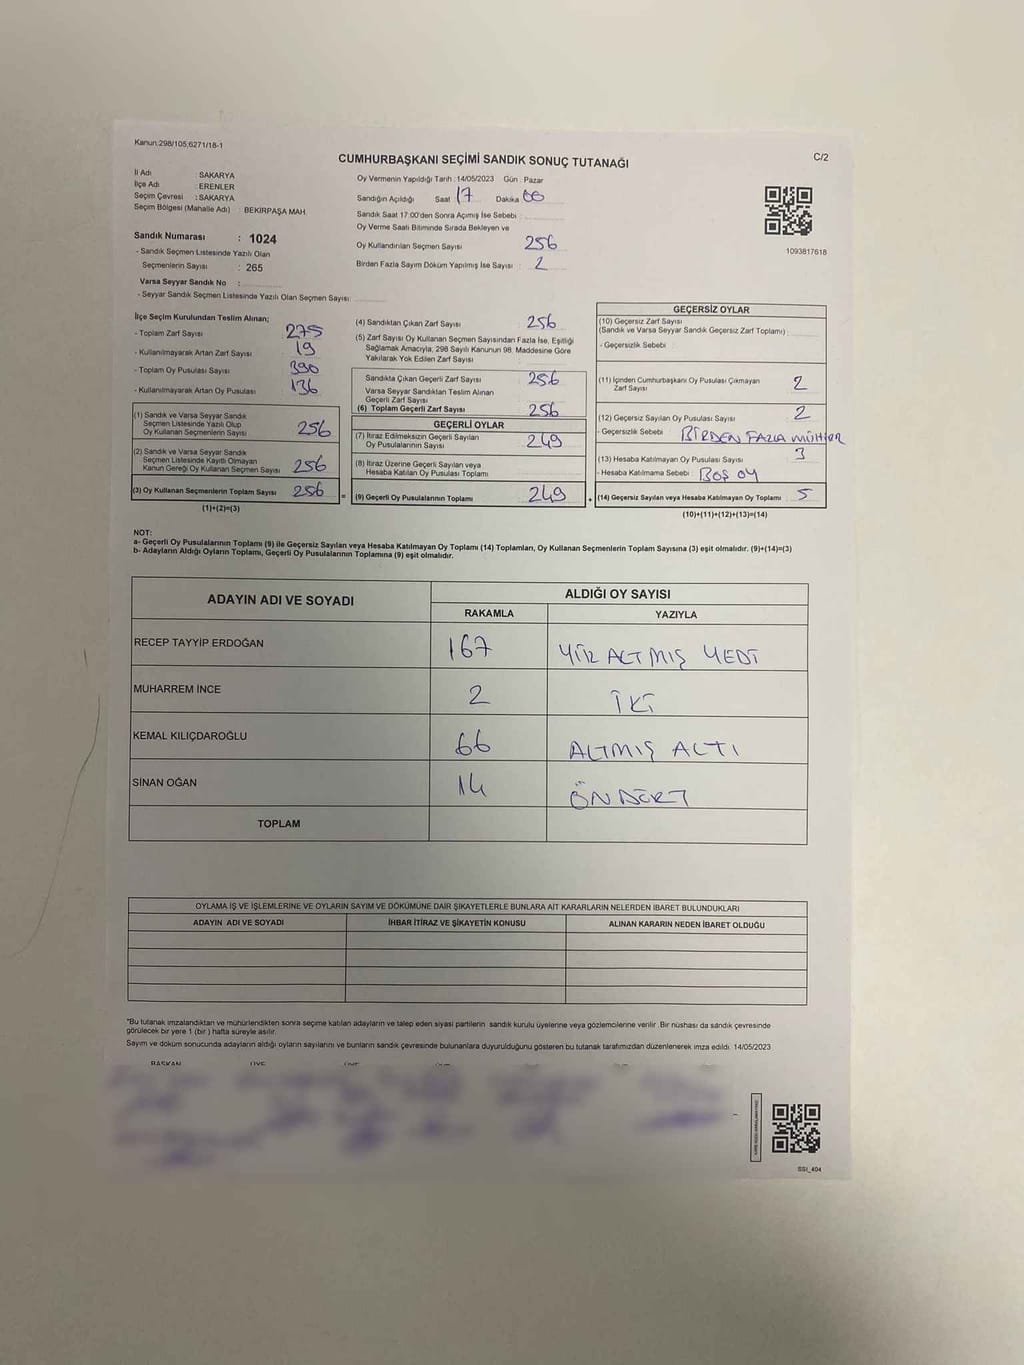 Kanun:298/105,6271/18-1
C/2
CUMHURBAŞKANI SEÇİMİ SANDIK SONUÇ TUTANAĞI
İl Adı : SAKARYA
İlçe Adı : ERENLER
Seçim Çevresi : SAKARYA
Seçim Bölgesi (Mahalle Adı) : BEKİRPAŞA MAH.
Sandık Numarası : 1024
- Sandık Seçmen Listesinde Yazılı Olan
Seçmenlerin Sayısı : 265
Varsa Seyyar Sandık No :
- Seyyar Sandık Seçmen Listesinde Yazılı Olan Seçmen Sayısı :
Oy Vermenin Yapıldığı Tarih :14/05/2023 Gün : Pazar
Sandığın Açıldığı Saat 17 Dakika 00
Sandık Saat 17:00'den Sonra Açılmış İse Sebebi :
Oy Verme Saati Bitiminde Sırada Bekleyen ve
Oy Kullandırılan Seçmen Sayısı : 256
Birden Fazla Sayım Döküm Yapılmış İse Sayısı : 2
1093817618
İlçe Seçim Kurulundan Teslim Alınan;
- Toplam Zarf Sayısı 275
- Kullanılmayarak Artan Zarf Sayısı 19
- Toplam Oy Pusulası Sayısı 390
- Kullanılmayarak Artan Oy Pusulası 136
(1) Sandık ve Varsa Seyyar Sandık
Seçmen Listesinde Yazılı Olup
Oy Kullanan Seçmenlerin Sayısı 256
(2) Sandık ve Varsa Seyyar Sandık
Seçmen Listesinde Kayıtlı Olmayan
Kanun Gereği Oy Kullanan Seçmen Sayısı 256
(3) Oy Kullanan Seçmenlerin Toplam Sayısı 256
(1)+(2)=(3)
(4) Sandıktan Çıkan Zarf Sayısı 256
(5) Zarf Sayısı Oy Kullanan Seçmen Sayısından Fazla İse, Eşitliği
Sağlamak Amacıyla; 298 Sayılı Kanunun 98. Maddesine Göre
Yakılarak Yok Edilen Zarf Sayısı
Sandıkta Çıkan Geçerli Zarf Sayısı 256
Varsa Seyyar Sandıktan Teslim Alınan
Geçerli Zarf Sayısı
(6) Toplam Geçerli Zarf Sayısı 256
GEÇERLİ OYLAR
(7) İtiraz Edilmeksizin Geçerli Sayılan
Oy Pusulalarının Sayısı 249
(8) İtiraz Üzerine Geçerli Sayılan veya
Hesaba Katılan Oy Pusulası Toplamı
= (9) Geçerli Oy Pusulalarının Toplamı 249
GEÇERSİZ OYLAR
(10) Geçersiz Zarf Sayısı
(Sandık ve Varsa Seyyar Sandık Geçersiz Zarf Toplamı) :
- Geçersizlik Sebebi :
(11) İçinden Cumhurbaşkanı Oy Pusulası Çıkmayan
Zarf Sayısı 2
(12) Geçersiz Sayılan Oy Pusulası Sayısı 2
- Geçersizlik Sebebi : BİRDEN FAZLA MÜHÜR
(13) Hesaba Katılmayan Oy Pusulası Sayısı 3
- Hesaba Katılmama Sebebi : BOŞ OY
+ (14) Geçersiz Sayılan veya Hesaba Katılmayan Oy Toplamı 5
(10)+(11)+(12)+(13)=(14)
NOT:
a- Geçerli Oy Pusulalarının Toplamı (9) ile Geçersiz Sayılan veya Hesaba Katılmayan Oy Toplamı (14) Toplamları, Oy Kullanan Seçmenlerin Toplam Sayısına (3) eşit olmalıdır. (9)+(14)=(3)
b- Adayların Aldığı Oyların Toplamı, Geçerli Oy Pusulalarının Toplamına (9) eşit olmalıdır.
ADAYIN ADI VE SOYADI
ALDIĞI OY SAYISI
RAKAMLA YAZIYLA
RECEP TAYYİP ERDOĞAN 167 YÜZ ALTMIŞ YEDİ
MUHARREM İNCE 2 İKİ
KEMAL KILIÇDAROĞLU 66 ALTMIŞ ALTI
SİNAN OĞAN 14 ÖNDÖRT
TOPLAM
OYLAMA İŞ VE İŞLEMLERİNE VE OYLARIN SAYIM VE DÖKÜMÜNE DAİR ŞİKAYETLERLE BUNLARA AİT KARARLARIN NELERDEN İBARET BULUNDUKLARI
ADAYIN ADI VE SOYADI İHBAR İTİRAZ VE ŞİKAYETİN KONUSU ALINAN KARARIN NEDEN İBARET OLDUĞU
"Bu tutanak imzalandıktan ve mühürlendikten sonra seçime katılan adayların ve talep eden siyasi partilerin sandık kurulu üyelerine veya gözlemcilerine verilir. Bir nüshası da sandık çevresinde
görülecek bir yere 1 (bir ) hafta süreyle asılır.
Sayım ve döküm sonucunda adayların aldığı oyların sayılarını ve bunların sandık çevresinde bulunanlara duyurulduğunu gösteren bu tutanak tarafımızdan düzenlenerek imza edildi. 14/05/2023
BAŞKAN ÜYE ÜYE
SSI_404